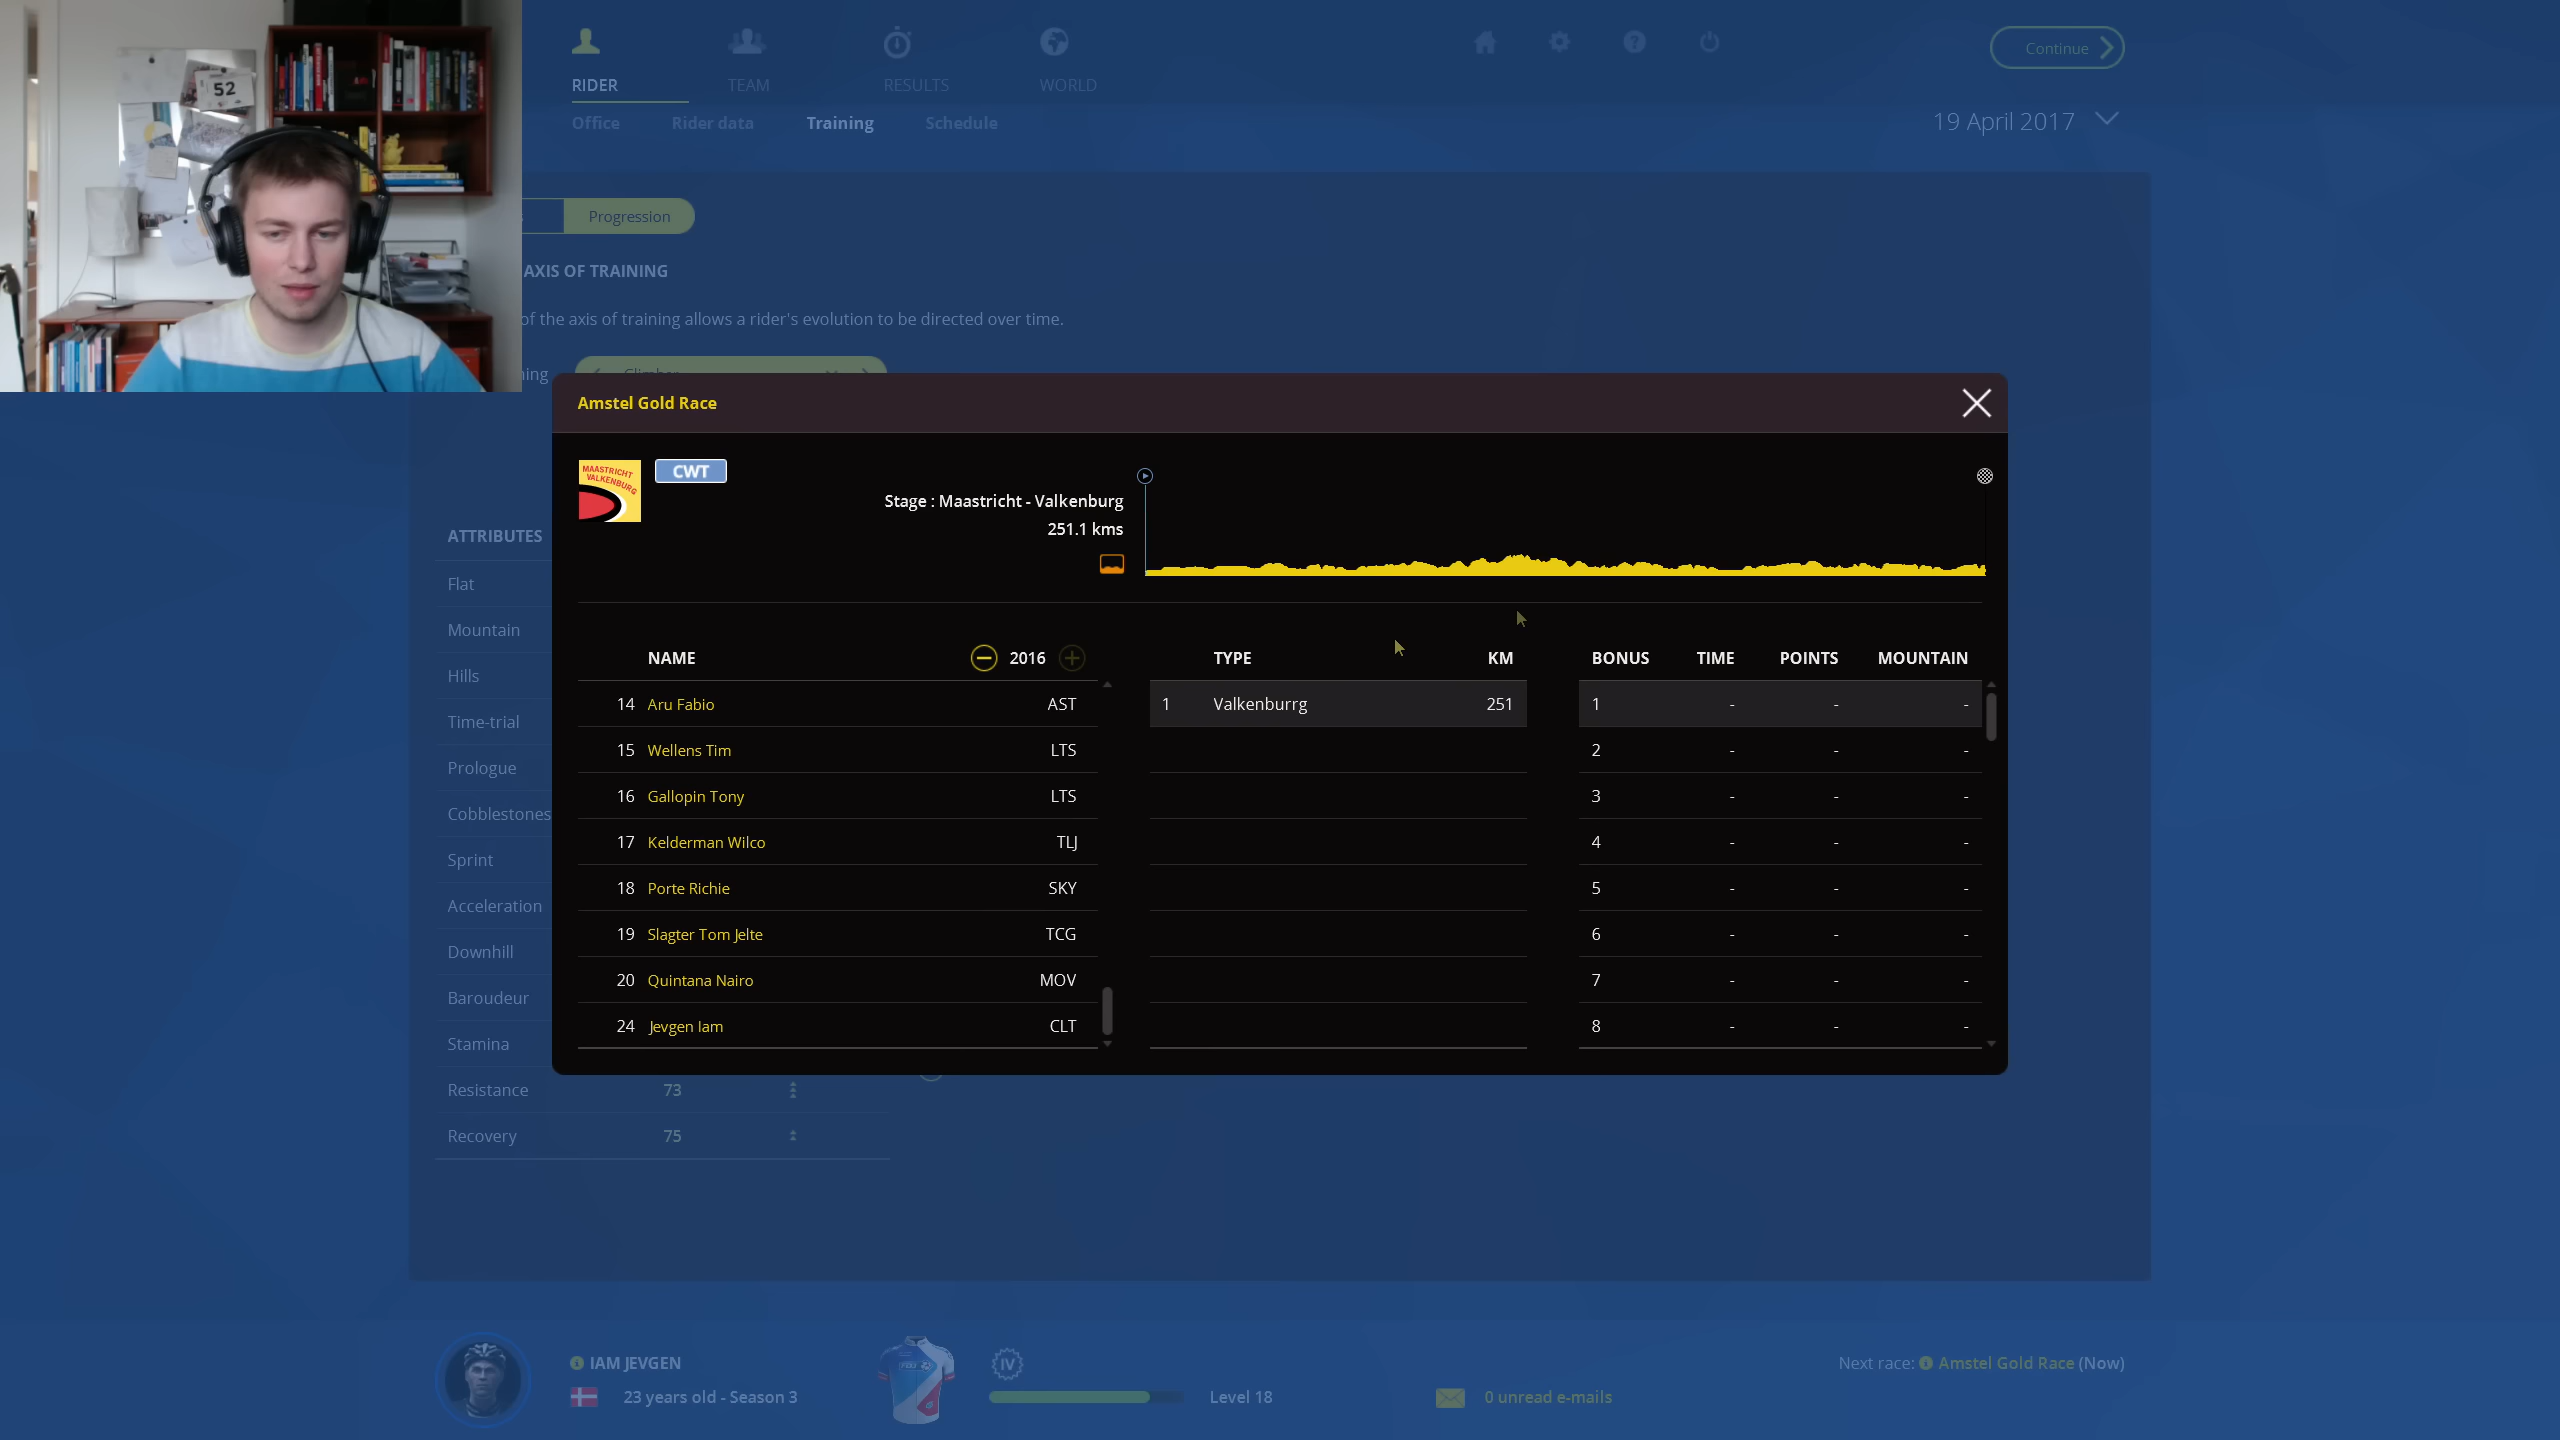 52
RIDER
TEAM
RESULTS
WORLD
Continue
Office
Rider data
Training
Schedule
19 April 2017
Progression
AXIS OF TRAINING
of the axis of training allows a rider's evolution to be directed over time.
Amstel Gold Race
MAASTRICHT
VALKENBURG
CWT
Stage : Maastricht - Valkenburg
251.1 kms
ATTRIBUTES
Flat
Mountain
Hills
Time-trial
Prologue
Cobblestones
Sprint
Acceleration
Downhill
Baroudeur
Stamina
Resistance 73
Recovery 75
NAME 2016
14 Aru Fabio AST
15 Wellens Tim LTS
16 Gallopin Tony LTS
17 Kelderman Wilco TLJ
18 Porte Richie SKY
19 Slagter Tom Jelte TCG
20 Quintana Nairo MOV
24 Jevgen Iam CLT
TYPE KM
1 Valkenburrg 251
BONUS TIME POINTS MOUNTAIN
1 - - -
2 - - -
3 - - -
4 - - -
5 - - -
6 - - -
7 - - -
8 - - -
IAM JEVGEN
23 years old - Season 3
FDJ
IV
Level 18
0 unread e-mails
Next race: Amstel Gold Race (Now)